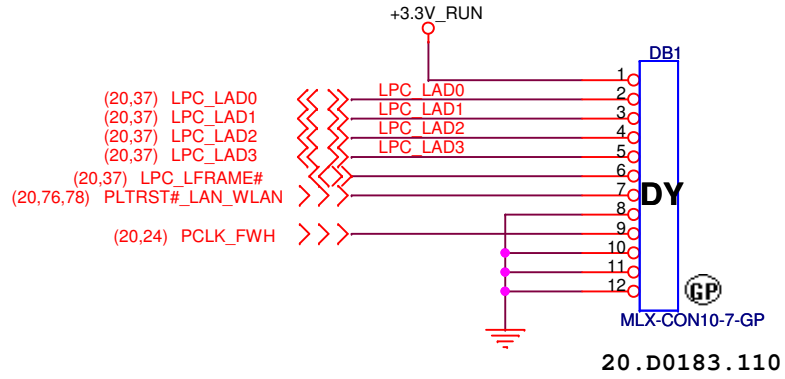 +3.3V_RUN
DB1
1
(20,37) LPC_LAD0 LPC_LAD0 2
(20,37) LPC_LAD1 LPC_LAD1 3
(20,37) LPC_LAD2 LPC_LAD2 4
(20,37) LPC_LAD3 LPC_LAD3 5
(20,37) LPC_LFRAME# 6
(20,76,78) PLTRST#_LAN_WLAN 7 DY
8
(20,24) PCLK_FWH 9
10
11
12
GP
MLX-CON10-7-GP
20.D0183.110